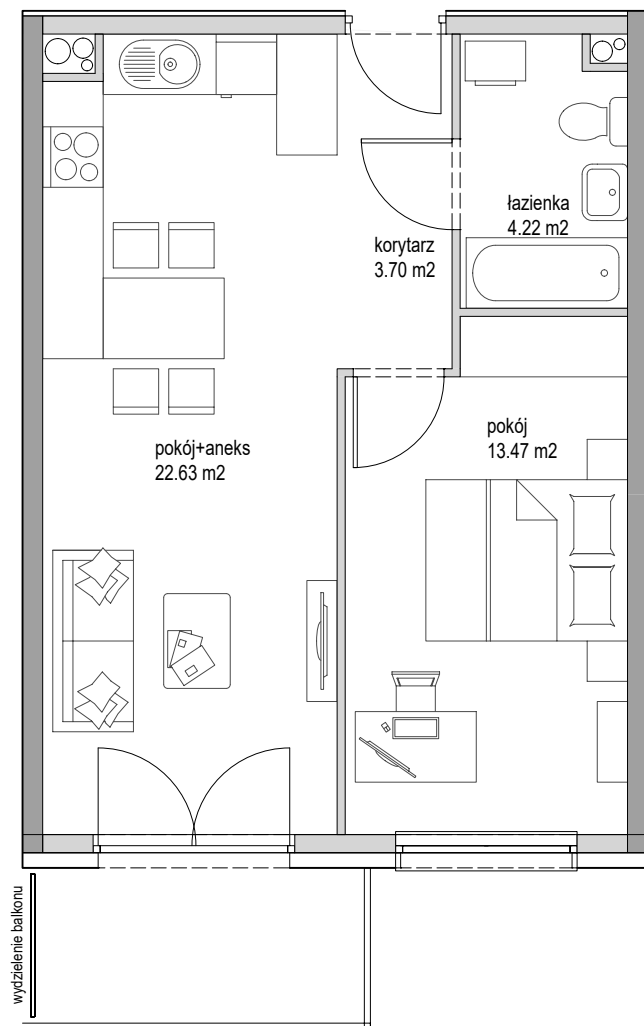 łazienka
4.22 m2
korytarz
3.70 m2
pokój+aneks
22.63 m2
pokój
13.47 m2
wydzielenie balkonu